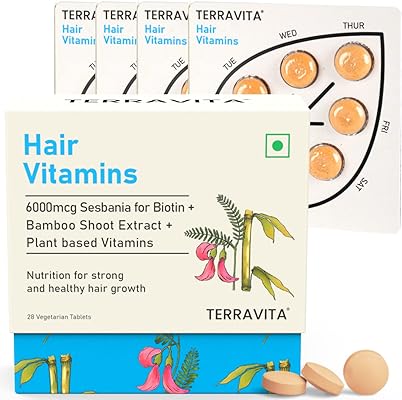 TERRAVITA®
Hair
Vitamins
TUE
WED
THUR
FRI
SAT
Hair
Vitamins
TUE
Hair
Vitamins
TUE
Hair
Vitamins
TUE
TERRAVITA®
Hair
Vitamins
6000mcg Sesbania for Biotin +
Bamboo Shoot Extract +
Plant based Vitamins
Nutrition for strong
and healthy hair growth
28 Vegetarian Tablets
TERRAVITA®